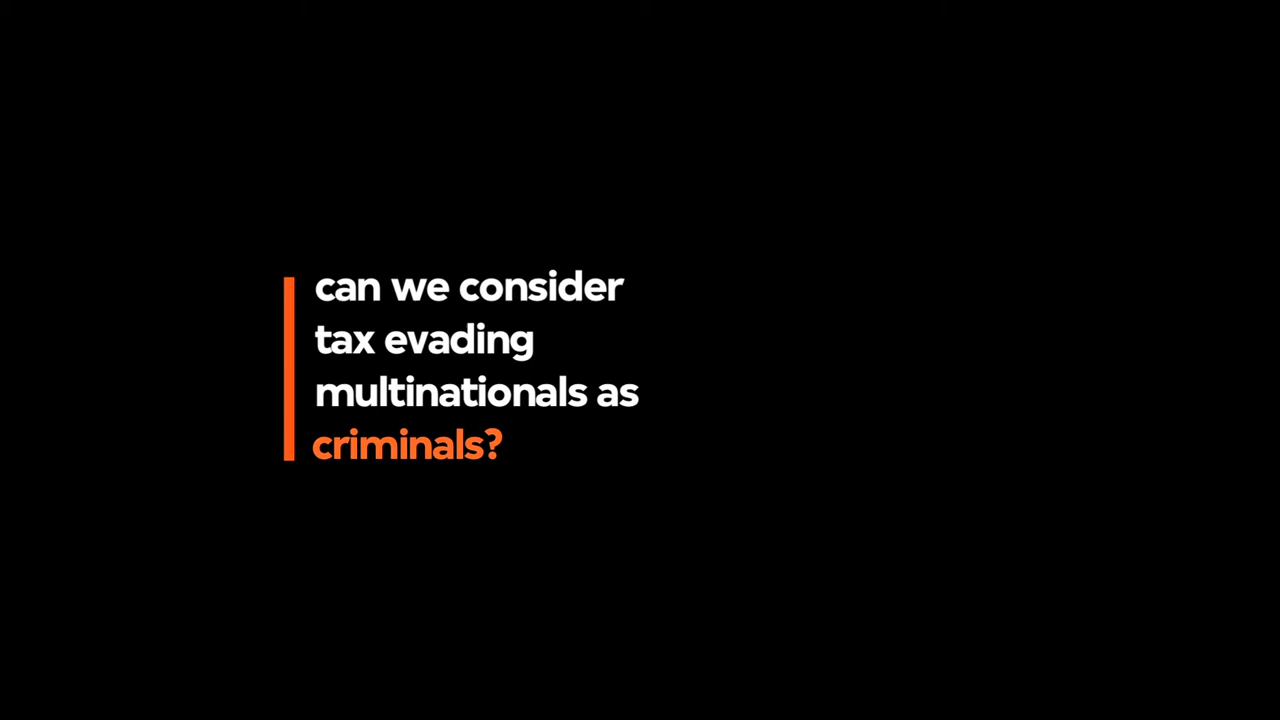 can we consider
tax evading
multinationals as
criminals?